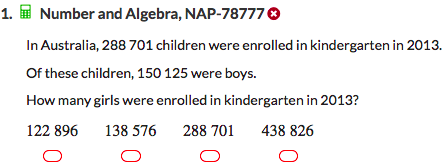 1. Number and Algebra, NAP-78777
In Australia, 288 701 children were enrolled in kindergarten in 2013.
Of these children, 150 125 were boys.
How many girls were enrolled in kindergarten in 2013?
122 896 138 576 288 701 438 826